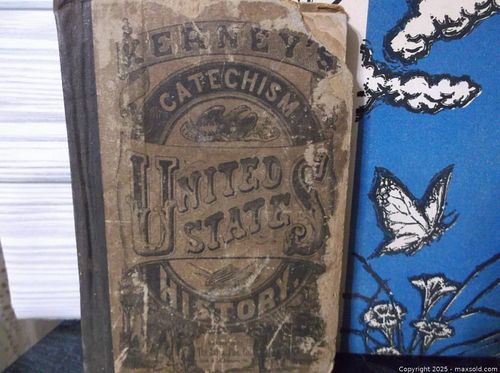 KERNEY'S
CATECHISM
UNITED
STATES
HISTORY.
Copyright © 2025 - maxsold.com